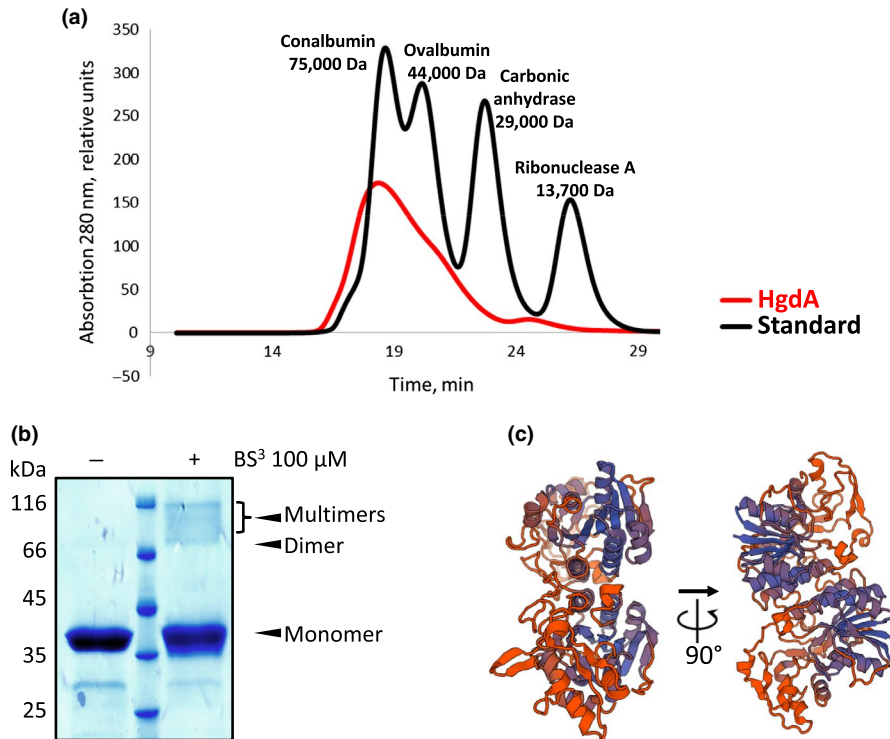 (a)
350
300
250
200
150
100
50
0
−50
Absorbtion 280 nm, relative units
Conalbumin
75,000 Da
Ovalbumin
44,000 Da
Carbonic
anhydrase
29,000 Da
Ribonuclease A
13,700 Da
9 14 19 24 29
Time, min
HgdA
Standard
(b)
kDa − + BS³ 100 µM
116
66
45
35
25
Multimers
Dimer
Monomer
(c)
90°